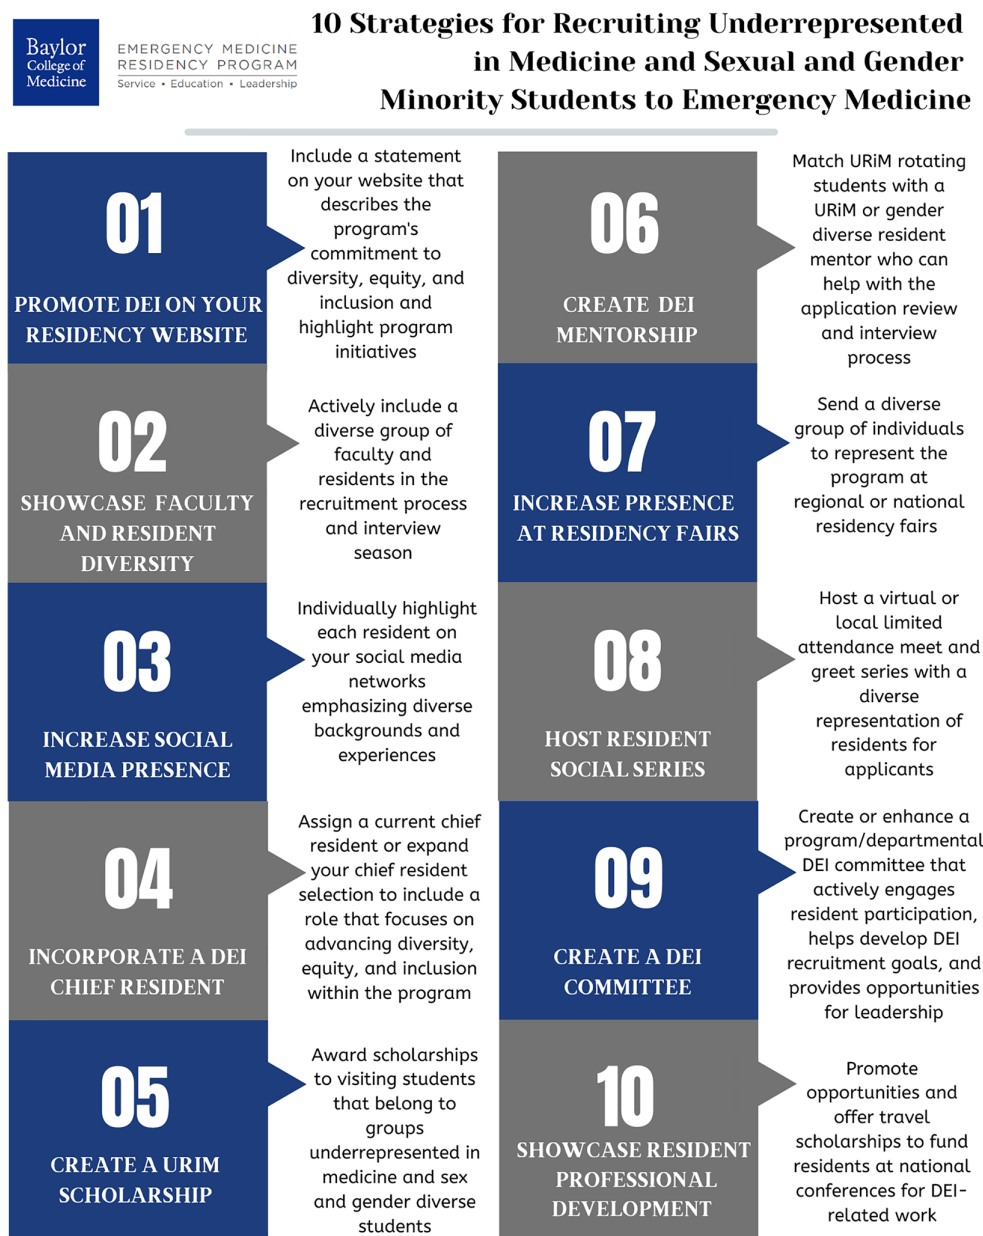 Baylor
College of
Medicine
EMERGENCY MEDICINE
RESIDENCY PROGRAM
Service • Education • Leadership
10 Strategies for Recruiting Underrepresented
in Medicine and Sexual and Gender
Minority Students to Emergency Medicine
01
PROMOTE DEI ON YOUR
RESIDENCY WEBSITE
Include a statement
on your website that
describes the
program's
commitment to
diversity, equity, and
inclusion and
highlight program
initiatives
02
SHOWCASE FACULTY
AND RESIDENT
DIVERSITY
Actively include a
diverse group of
faculty and
residents in the
recruitment process
and interview
season
03
INCREASE SOCIAL
MEDIA PRESENCE
Individually highlight
each resident on
your social media
networks
emphasizing diverse
backgrounds and
experiences
04
INCORPORATE A DEI
CHIEF RESIDENT
Assign a current chief
resident or expand
your chief resident
selection to include a
role that focuses on
advancing diversity,
equity, and inclusion
within the program
05
CREATE A URIM
SCHOLARSHIP
Award scholarships
to visiting students
that belong to
groups
underrepresented in
medicine and sex
and gender diverse
students
06
CREATE DEI
MENTORSHIP
Match URiM rotating
students with a
URiM or gender
diverse resident
mentor who can
help with the
application review
and interview
process
07
INCREASE PRESENCE
AT RESIDENCY FAIRS
Send a diverse
group of individuals
to represent the
program at
regional or national
residency fairs
08
HOST RESIDENT
SOCIAL SERIES
Host a virtual or
local limited
attendance meet and
greet series with a
diverse
representation of
residents for
applicants
09
CREATE A DEI
COMMITTEE
Create or enhance a
program/departmental
DEI committee that
actively engages
resident participation,
helps develop DEI
recruitment goals, and
provides opportunities
for leadership
10
SHOWCASE RESIDENT
PROFESSIONAL
DEVELOPMENT
Promote
opportunities and
offer travel
scholarships to fund
residents at national
conferences for DEI-
related work